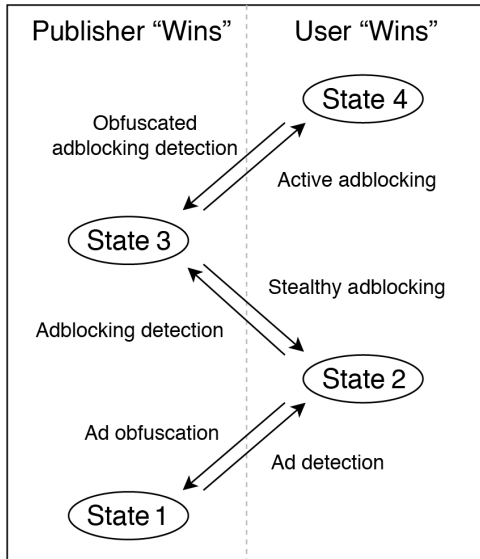 Publisher “Wins”
User “Wins”
State 4
Obfuscated
adblocking detection
Active adblocking
State 3
Stealthy adblocking
Adblocking detection
State 2
Ad obfuscation
Ad detection
State 1